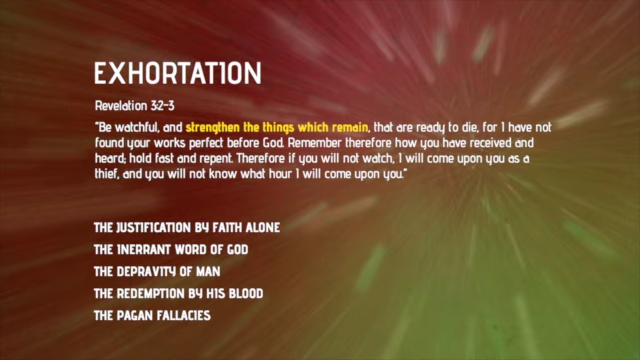 EXHORTATION
Revelation 3:2-3
"Be watchful, and strengthen the things which remain, that are ready to die, for I have not
found your works perfect before God. Remember therefore how you have received and
heard; hold fast and repent. Therefore if you will not watch, I will come upon you as a
thief, and you will not know what hour I will come upon you."
THE JUSTIFICATION BY FAITH ALONE
THE INERRANT WORD OF GOD
THE DEPRAVITY OF MAN
THE REDEMPTION BY HIS BLOOD
THE PAGAN FALLACIES